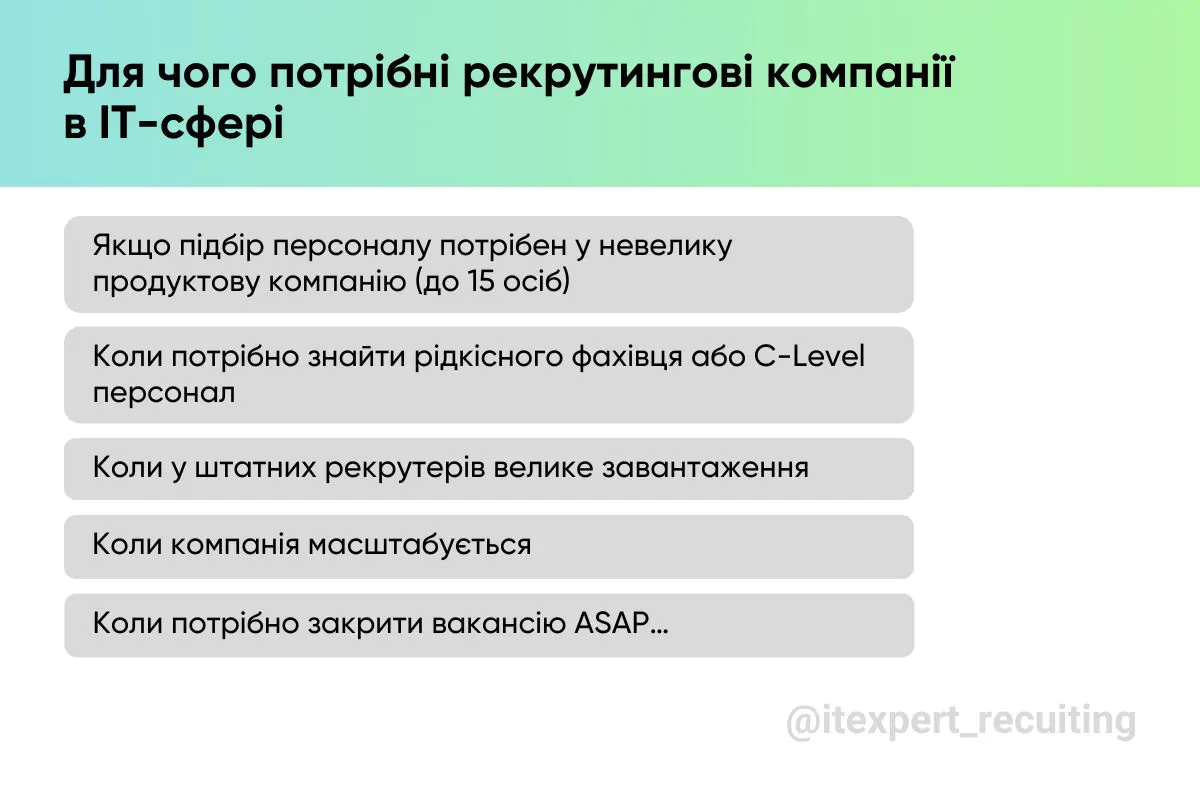 Для чого потрібні рекрутингові компанії
в ІТ-сфері
Якщо підбір персоналу потрібен у невелику
продуктову компанію (до 15 осіб)
Коли потрібно знайти рідкісного фахівця або C-Level
персонал
Коли у штатних рекрутерів велике завантаження
Коли компанія масштабується
Коли потрібно закрити вакансію ASAP...
@itexpert_recuiting